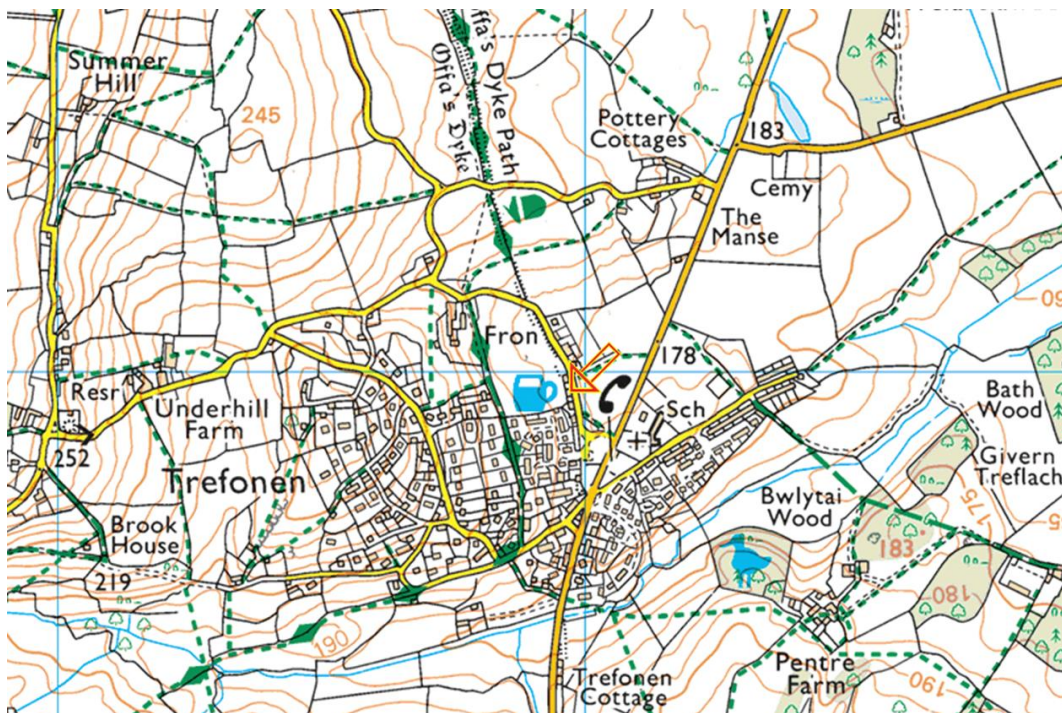 Summer
Hill
245
ffa's Dyke Path
Offa's Dyke
Pottery
Cottages
183
Cemy
The
Manse
Fron
178
Resr
Underhill
Farm
Sch
Bath
Wood
252
Trefonen
Givern
Treflach
Bwlytai
Wood
175
Brook
House
183
219
180
190
Pentre
Farm
190
Trefonen
Cottage